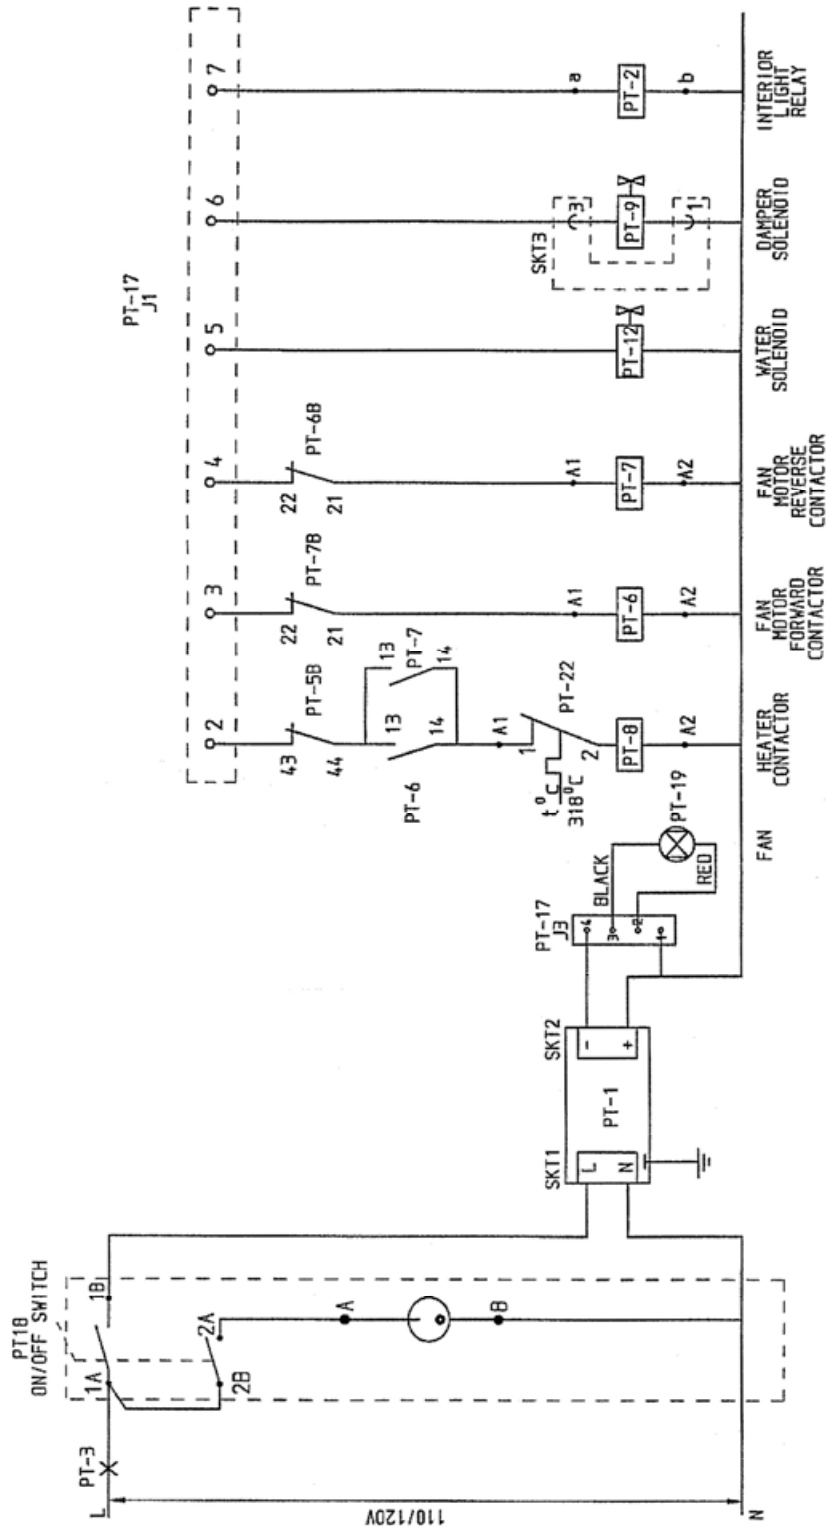 L
110/120V
N
PT-3
PT18
ON/OFF SWITCH
1A
1B
2B
2A
A
B
SKT1
L
N
PT-1
SKT2
-
+
PT-17
J3
4
3
2
1
BLACK
RED
PT-19
FAN
PT-17
J1
2
43
44
PT-5B
13
14
PT-6
13
14
PT-7
A1
1
2
PT-22
t°C
318°C
PT-8
A2
HEATER
CONTACTOR
3
22
21
PT-7B
A1
PT-6
A2
FAN
MOTOR
FORWARD
CONTACTOR
4
22
21
PT-6B
A1
PT-7
A2
FAN
MOTOR
REVERSE
CONTACTOR
5
PT-12
WATER
SOLENOID
6
SKT3
3
PT-9
1
DAMPER
SOLENOID
7
a
PT-2
b
INTERIOR
LIGHT
RELAY